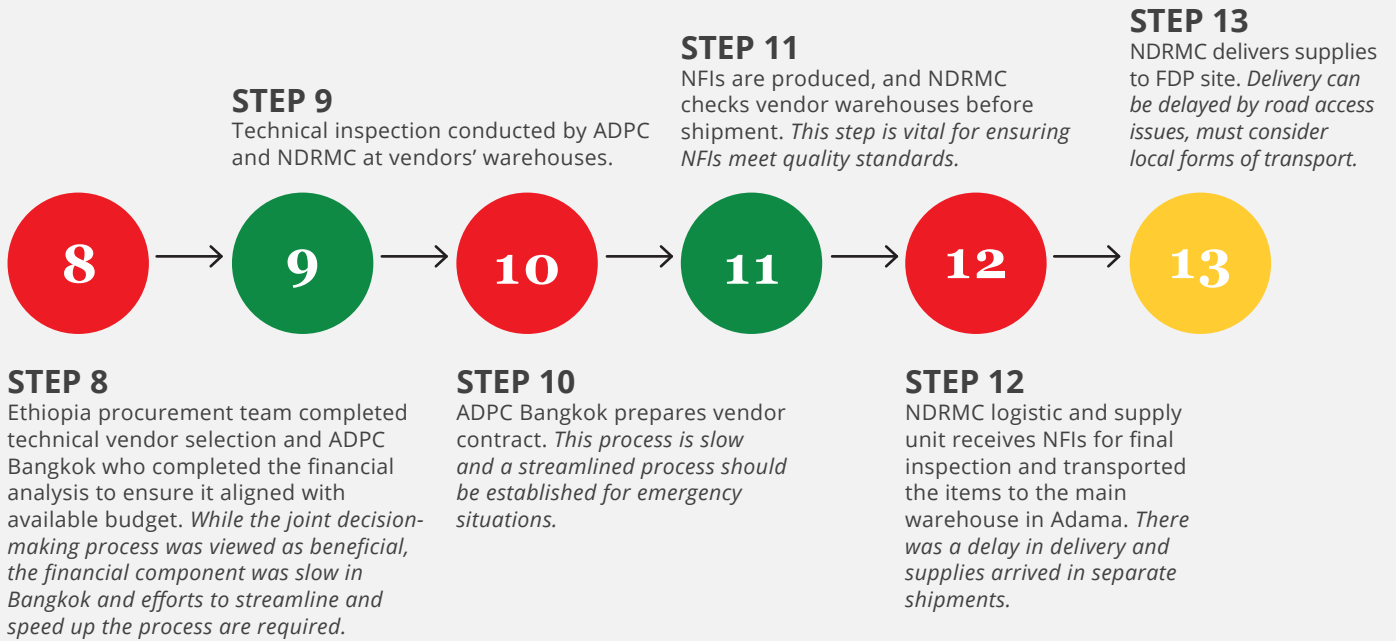 STEP 8
Ethiopia procurement team completed
technical vendor selection and ADPC
Bangkok who completed the financial
analysis to ensure it aligned with
available budget. While the joint decision-
making process was viewed as beneficial,
the financial component was slow in
Bangkok and efforts to streamline and
speed up the process are required.
8
STEP 9
Technical inspection conducted by ADPC
and NDRMC at vendors’ warehouses.
9
STEP 10
ADPC Bangkok prepares vendor
contract. This process is slow
and a streamlined process should
be established for emergency
situations.
10
STEP 11
NFIs are produced, and NDRMC
checks vendor warehouses before
shipment. This step is vital for ensuring
NFIs meet quality standards.
11
STEP 12
NDRMC logistic and supply
unit receives NFIs for final
inspection and transported
the items to the main
warehouse in Adama. There
was a delay in delivery and
supplies arrived in separate
shipments.
12
STEP 13
NDRMC delivers supplies
to FDP site. Delivery can
be delayed by road access
issues, must consider
local forms of transport.
13